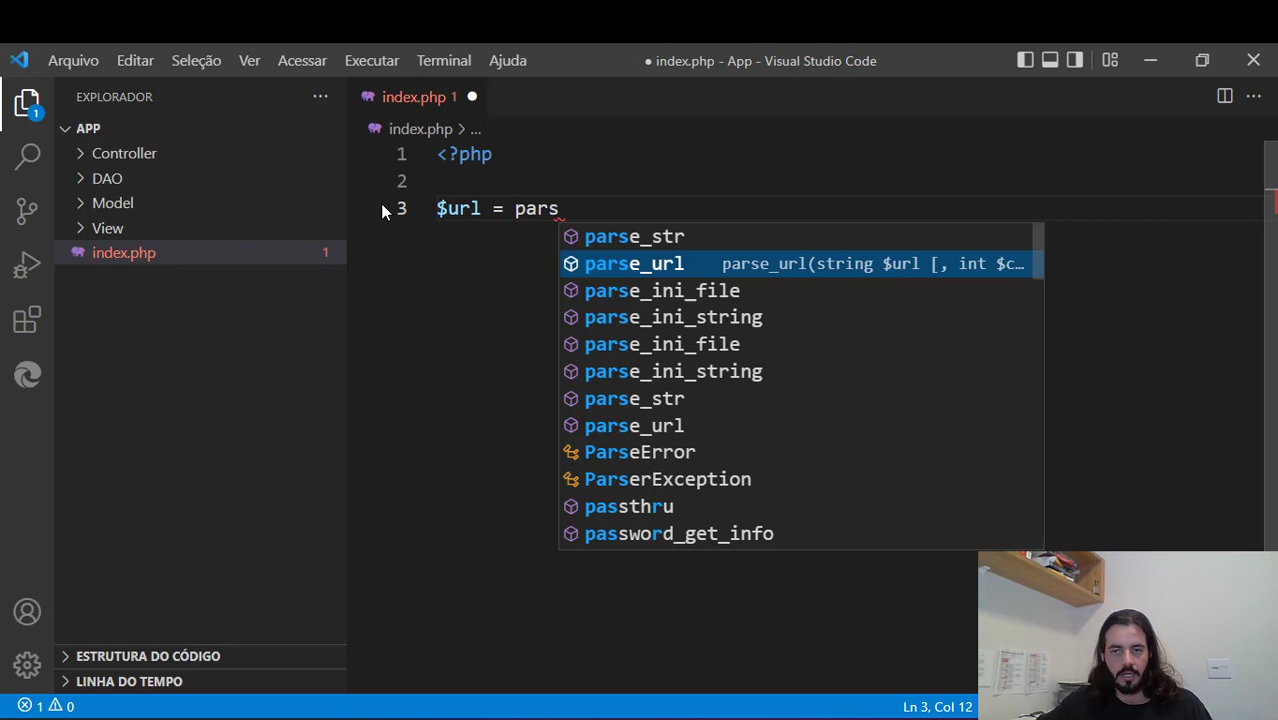 Arquivo Editar Seleção Ver Acessar Executar Terminal Ajuda ● index.php - App - Visual Studio Code
EXPLORADOR ···
index.php 1 ●
APP
index.php > ...
Controller
DAO
Model
View
index.php 1
1 <?php
2
3 $url = pars
parse_str
parse_url parse_url(string $url [, int $c…
parse_ini_file
parse_ini_string
parse_ini_file
parse_ini_string
parse_str
parse_url
ParseError
ParserException
passthru
password_get_info
1
ESTRUTURA DO CÓDIGO
LINHA DO TEMPO
1 0 Ln 3, Col 12